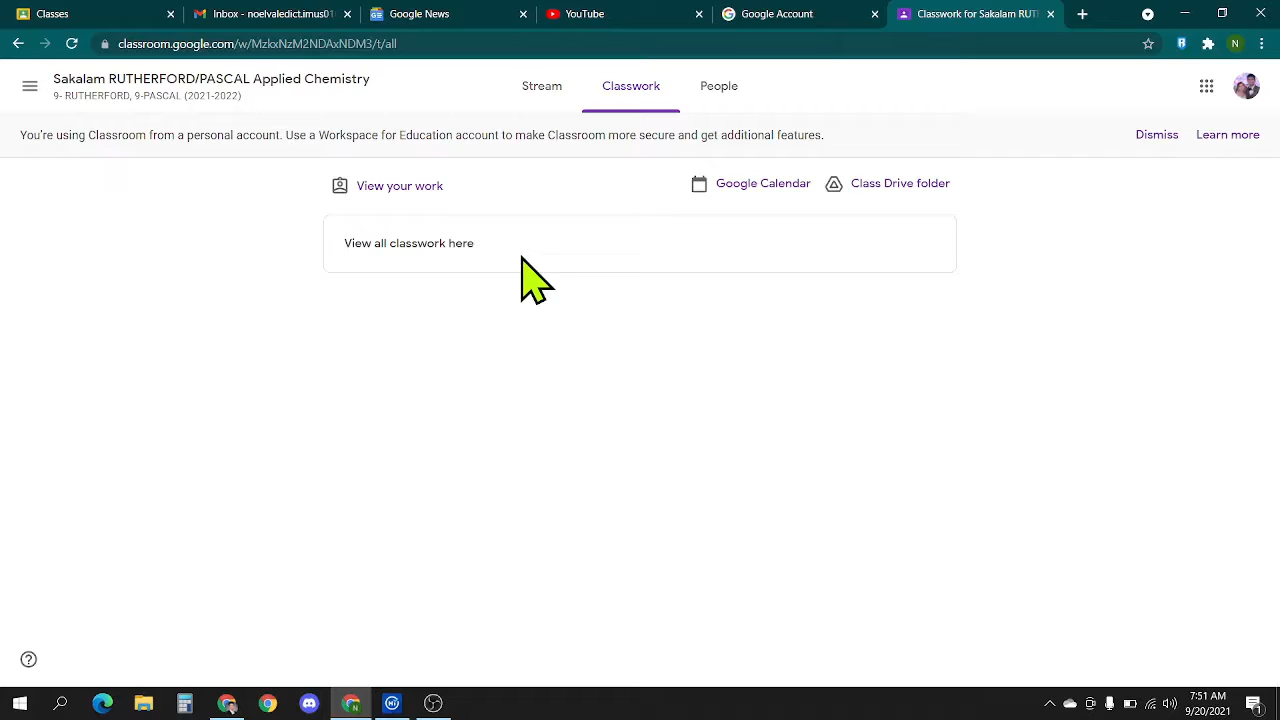 Classes
Inbox - noelvaledict.imus01
Google News
YouTube
Google Account
Classwork for Sakalam RUT
classroom.google.com/w/MzkxNzM2NDAxNDM3/t/all
N
Sakalam RUTHERFORD/PASCAL Applied Chemistry
9- RUTHERFORD, 9-PASCAL (2021-2022)
Stream
Classwork
People
You're using Classroom from a personal account. Use a Workspace for Education account to make Classroom more secure and get additional features.
Dismiss
Learn more
View your work
Google Calendar
Class Drive folder
View all classwork here
7:51 AM
9/20/2021